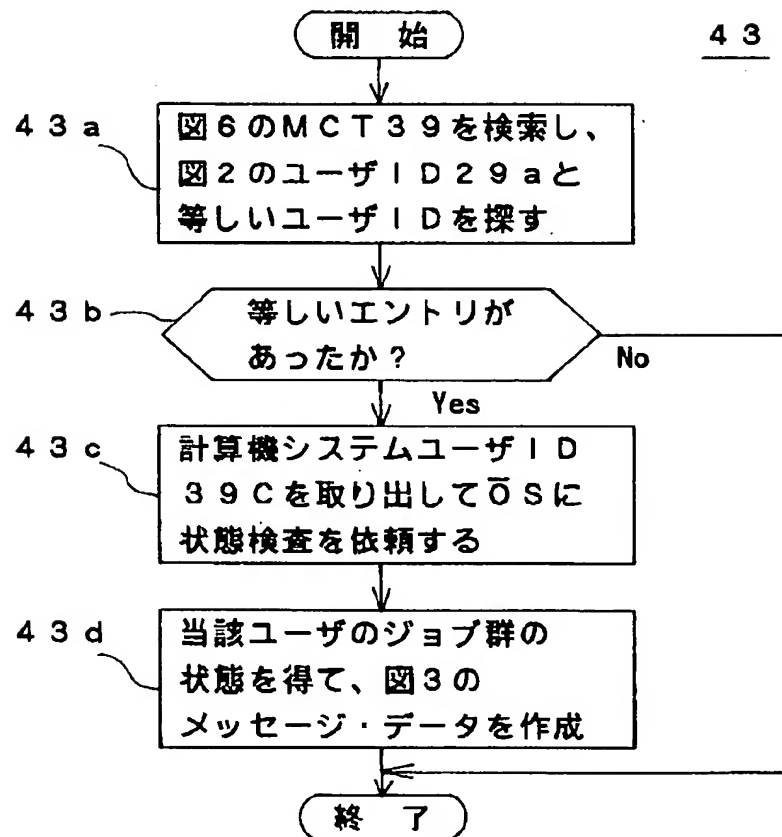 開 始
４３
４３ａ
図６のＭＣＴ３９を検索し、
図２のユーザＩＤ２９ａと
等しいユーザＩＤを探す
４３ｂ
等しいエントリが
あったか？
No
Yes
４３ｃ
計算機システムユーザＩＤ
３９Ｃを取り出してＯＳに
状態検査を依頼する
４３ｄ
当該ユーザのジョブ群の
状態を得て、図３の
メッセージ・データを作成
終 了